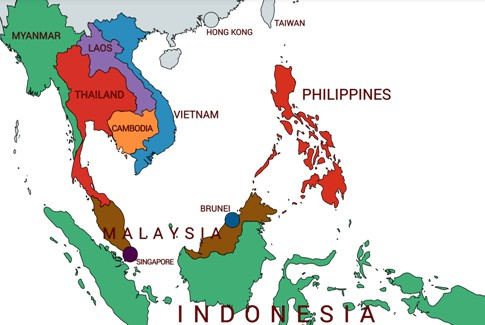 TAIWAN
HONG KONG
MYANMAR
LAOS
THAILAND
PHILIPPINES
VIETNAM
CAMBODIA
BRUNEI
MALAYSIA
SINGAPORE
INDONESIA